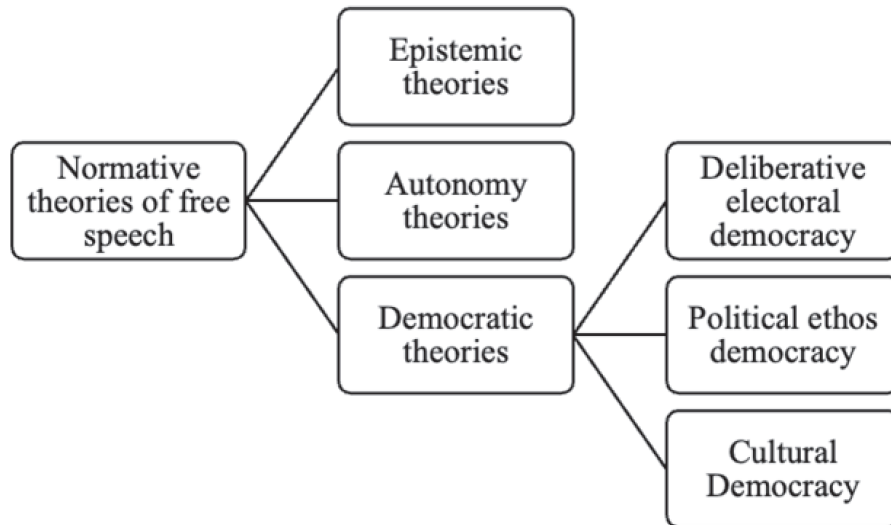 Normative
theories of free
speech
Epistemic
theories
Autonomy
theories
Democratic
theories
Deliberative
electoral
democracy
Political ethos
democracy
Cultural
Democracy